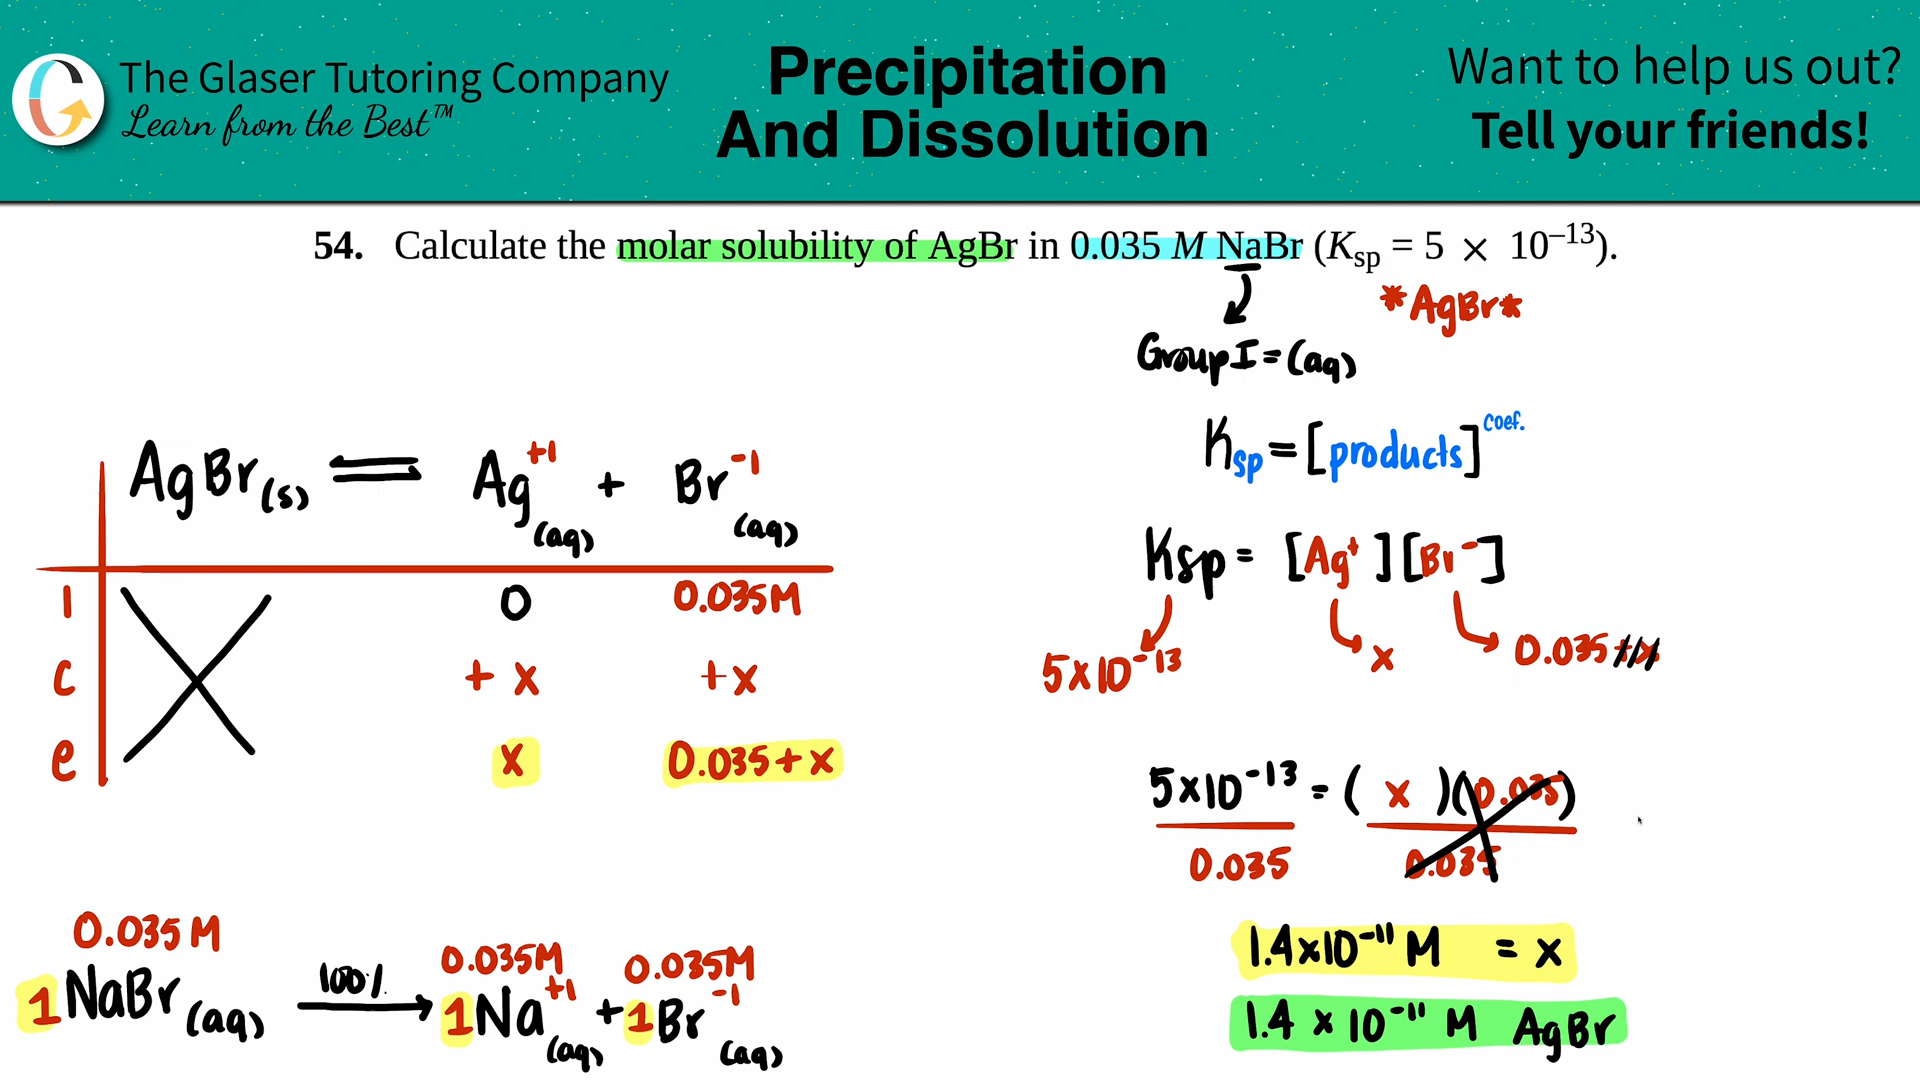 The Glaser Tutoring Company
Learn from the Best™
Precipitation
And Dissolution
Want to help us out?
Tell your friends!
54. Calculate the molar solubility of AgBr in 0.035 M NaBr (Ksp = 5 × 10⁻¹³).
*AgBr*
Group I = (aq)
Ksp = [products]^coef.
AgBr(s) ⇌ Ag⁺¹(aq) + Br⁻¹(aq)
I 0 0.035M
C + x + x
e x 0.035 + x
Ksp = [Ag⁺][Br⁻]
5x10⁻¹³ x 0.035 + x
5x10⁻¹³ = ( x )(0.035)
0.035 0.035
1.4x10⁻¹¹ M = x
1.4 x 10⁻¹¹ M AgBr
0.035 M 0.035M 0.035M
1NaBr(aq) 100% → 1Na⁺¹(aq) + 1Br⁻¹(aq)